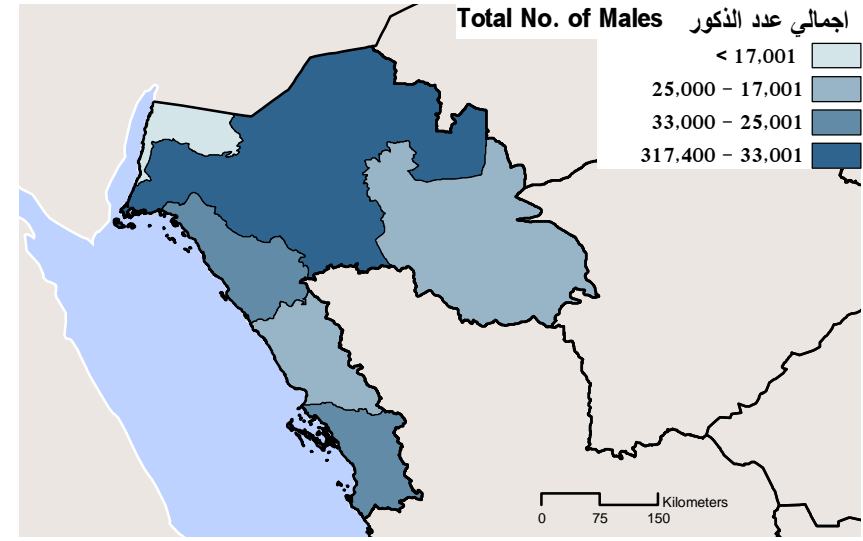 Total No. of Males اجمالي عدد الذكور
< 17,001
25,000 - 17,001
33,000 - 25,001
317,400 - 33,001
Kilometers
0 75 150